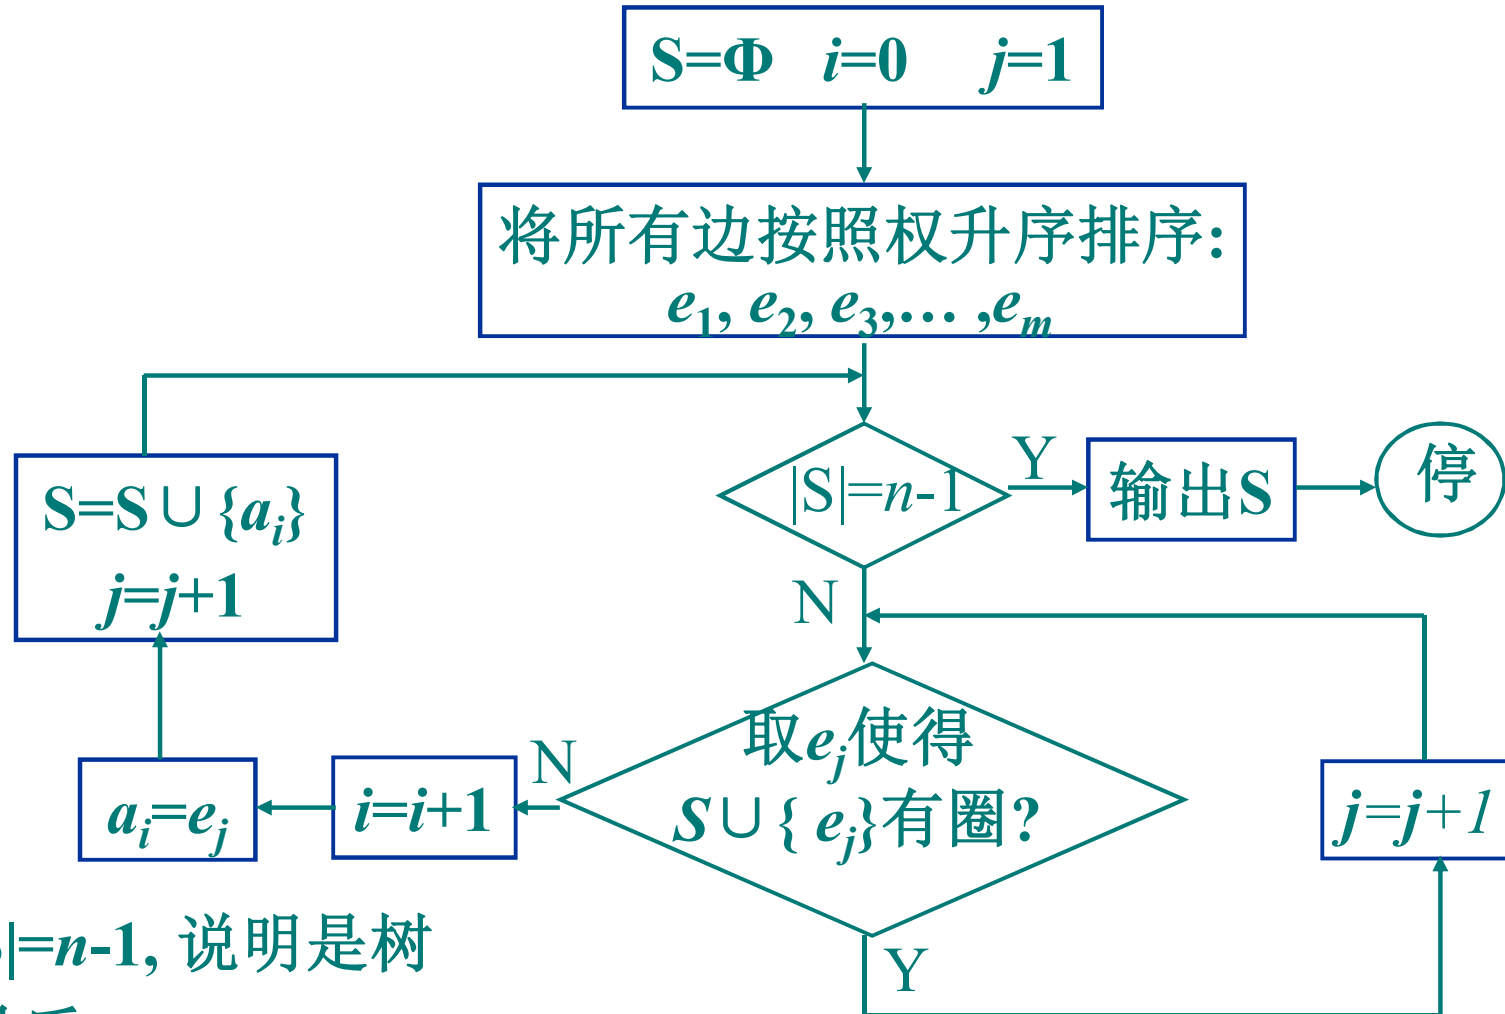 S=Φ i=0 j=1
将所有边按照权升序排序:
e₁, e₂, e₃,… ,eₘ
|S|=n-1
Y
输出S
停
N
S=S∪{aᵢ}
j=j+1
取eⱼ使得
S∪{ eⱼ}有圈?
N
i=i+1
aᵢ=eⱼ
j=j+1
Y
|=n-1, 说明是树